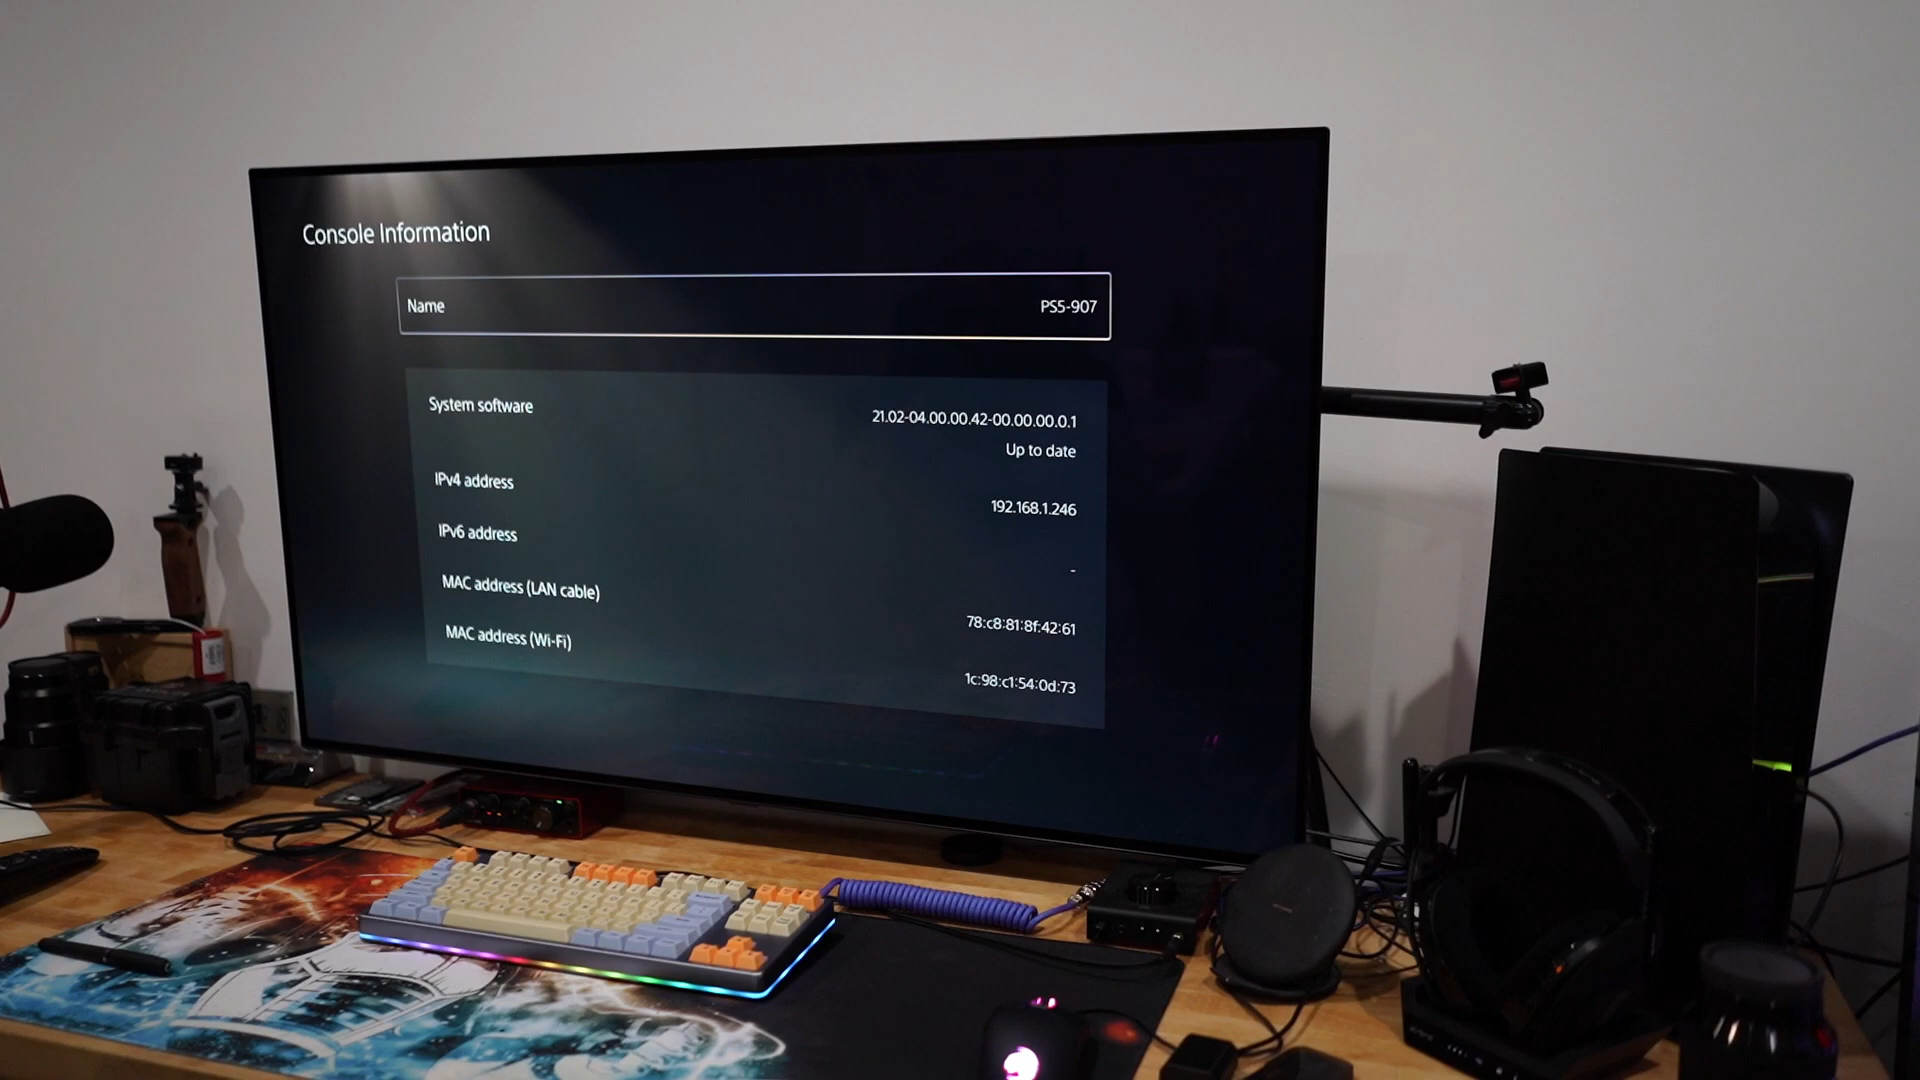 Console Information
Name PS5-907
System software 21.02-04.00.00.42-00.00.00.0.1
Up to date
IPv4 address 192.168.1.246
IPv6 address -
MAC address (LAN cable) 78:c8:81:8f:42:61
MAC address (Wi-Fi) 1c:98:c1:54:0d:73